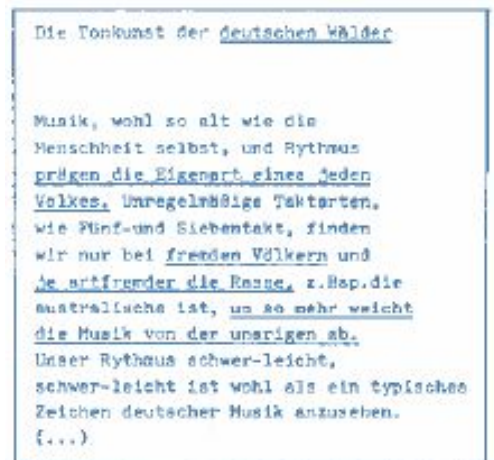 Die Tonkunst der deutschen Wälder
Musik, wohl so alt wie die
Menschheit selbst, und Rythmus
prägen die Eigenart eines jeden
Volkes. Unregelmäßige Taktarten,
wie Fünf-und Siebentakt, finden
wir nur bei fremden Völkern und
je artfremder die Rasse, z.Bsp.die
australische ist, um so mehr weicht
die Musik von der unsrigen ab.
Unser Rythmus schwer-leicht,
schwer-leicht ist wohl als ein typisches
Zeichen deutscher Musik anzusehen.
(...)